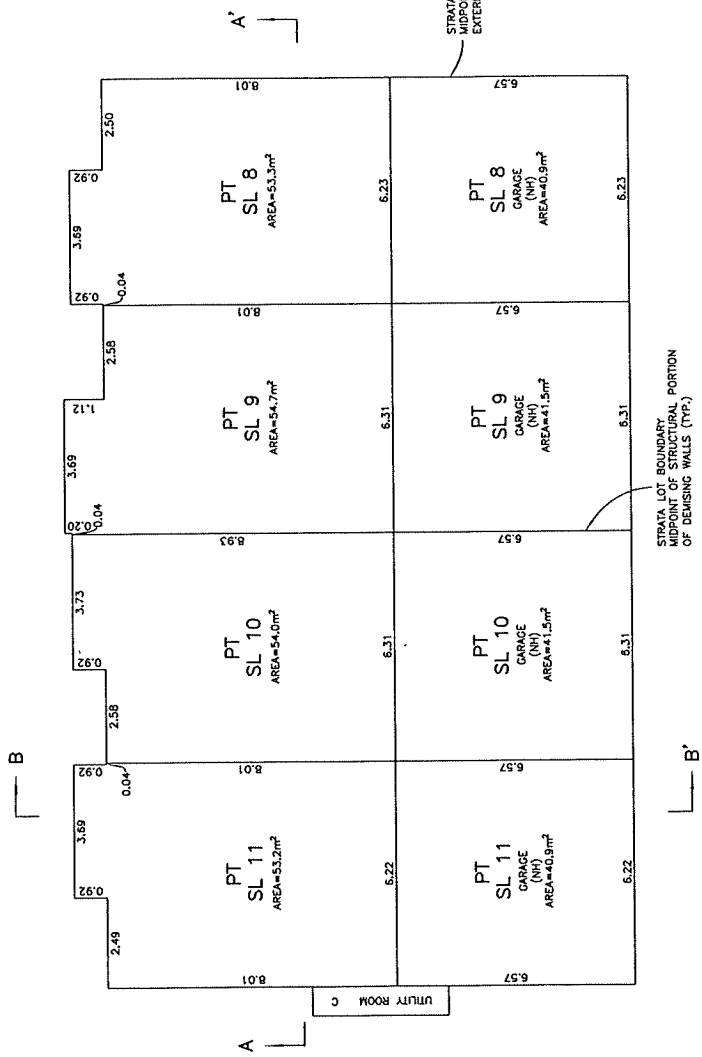 B
A'
STRATA
MIDPO
EXTERI
0.92
3.69
0.92
3.73
0.20
0.04
3.69
1.12
0.92
3.69
0.92
2.49
0.04
2.58
0.92
2.58
0.04
2.50
8.01
PT
SL 11
AREA=53.2m²
8.01
PT
SL 10
AREA=54.0m²
8.93
PT
SL 9
AREA=54.7m²
8.01
PT
SL 8
AREA=53.3m²
8.01
6.22
6.31
6.31
6.23
A
UTILITY ROOM C
6.57
PT
SL 11
GARAGE
(NH)
AREA=40.9m²
6.57
PT
SL 10
GARAGE
(NH)
AREA=41.5m²
6.57
PT
SL 9
GARAGE
(NH)
AREA=41.5m²
6.57
PT
SL 8
GARAGE
(NH)
AREA=40.9m²
6.57
6.22
6.31
6.31
6.23
B'
STRATA LOT BOUNDARY
MIDPOINT OF STRUCTURAL PORTION
OF DEMISING WALLS (TYP.)